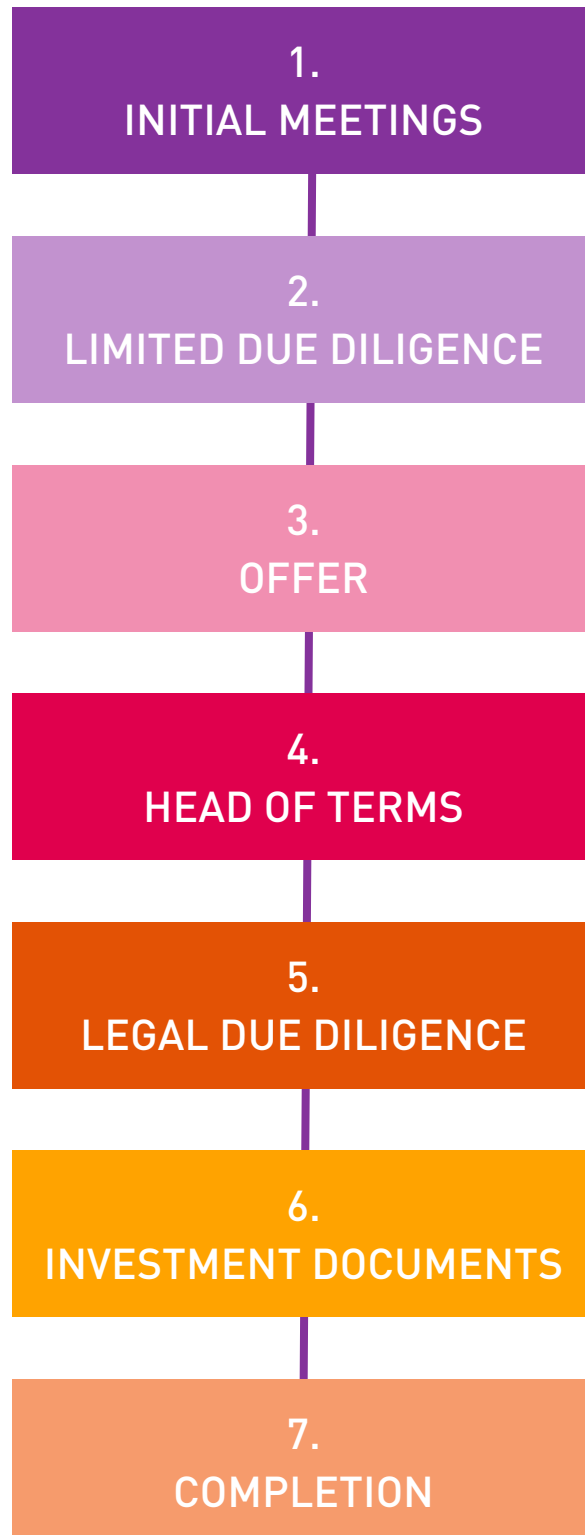 1.
INITIAL MEETINGS
2.
LIMITED DUE DILIGENCE
3.
OFFER
4.
HEAD OF TERMS
5.
LEGAL DUE DILIGENCE
6.
INVESTMENT DOCUMENTS
7.
COMPLETION